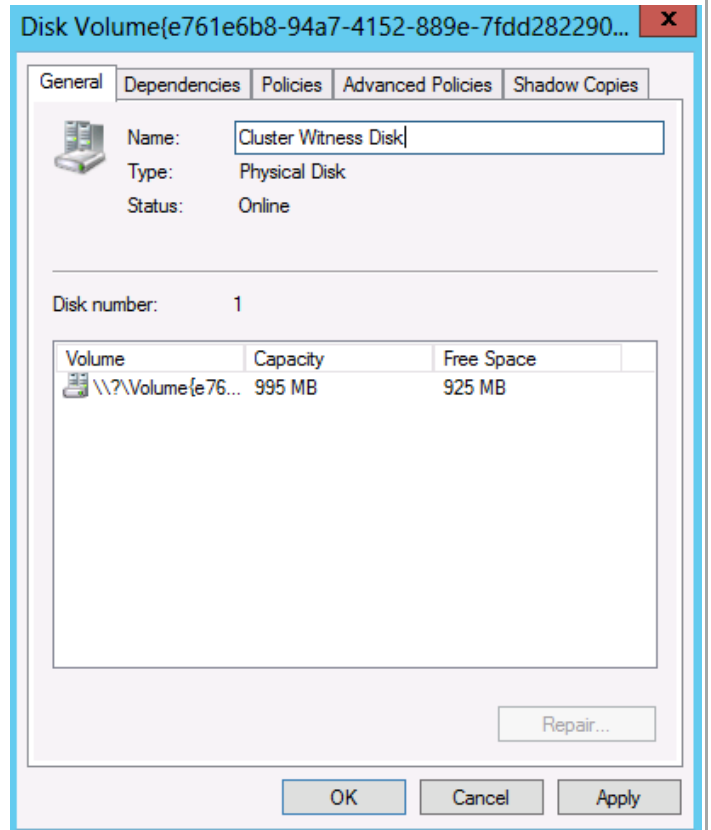 Disk Volume{e761e6b8-94a7-4152-889e-7fdd282290... x
General Dependencies Policies Advanced Policies Shadow Copies
Name: Cluster Witness Disk
Type: Physical Disk
Status: Online
Disk number: 1
Volume Capacity Free Space
\\?\Volume{e76... 995 MB 925 MB
Repair...
OK Cancel Apply